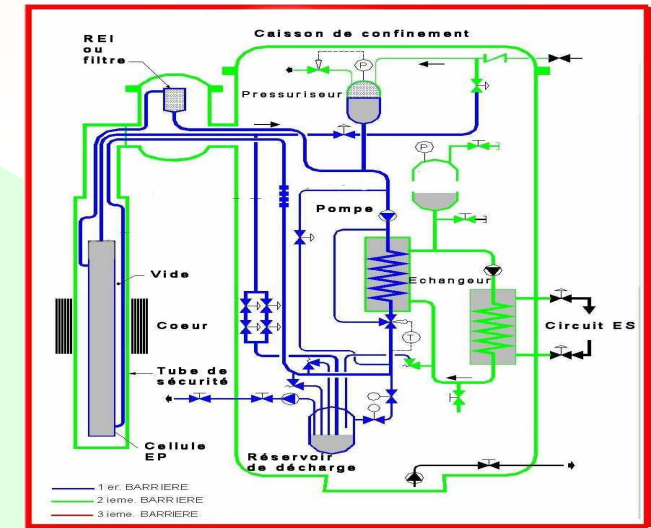 REI
ou
filtre
Caisson de confinement
P
Pressuriseur
P
Pompe
Echangeur
Vide
Coeur
Circuit ES
T
Tube de
sécurité
Cellule
EP
Réservoir
de décharge
1 er. BARRIERE
2 ieme. BARRIERE
3 ieme. BARRIERE